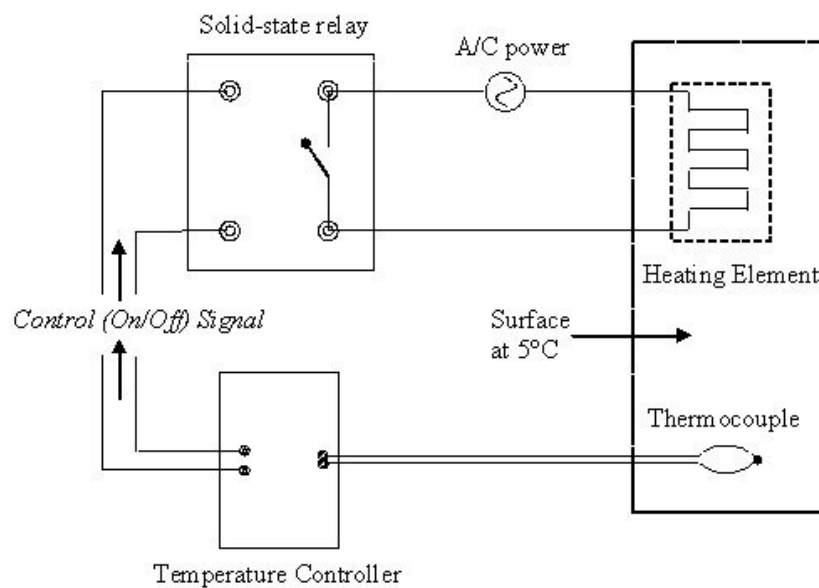 Solid-state relay
A/C power
Heating Element
Control (On/Off) Signal
Surface
at 5°C
Thermocouple
Temperature Controller